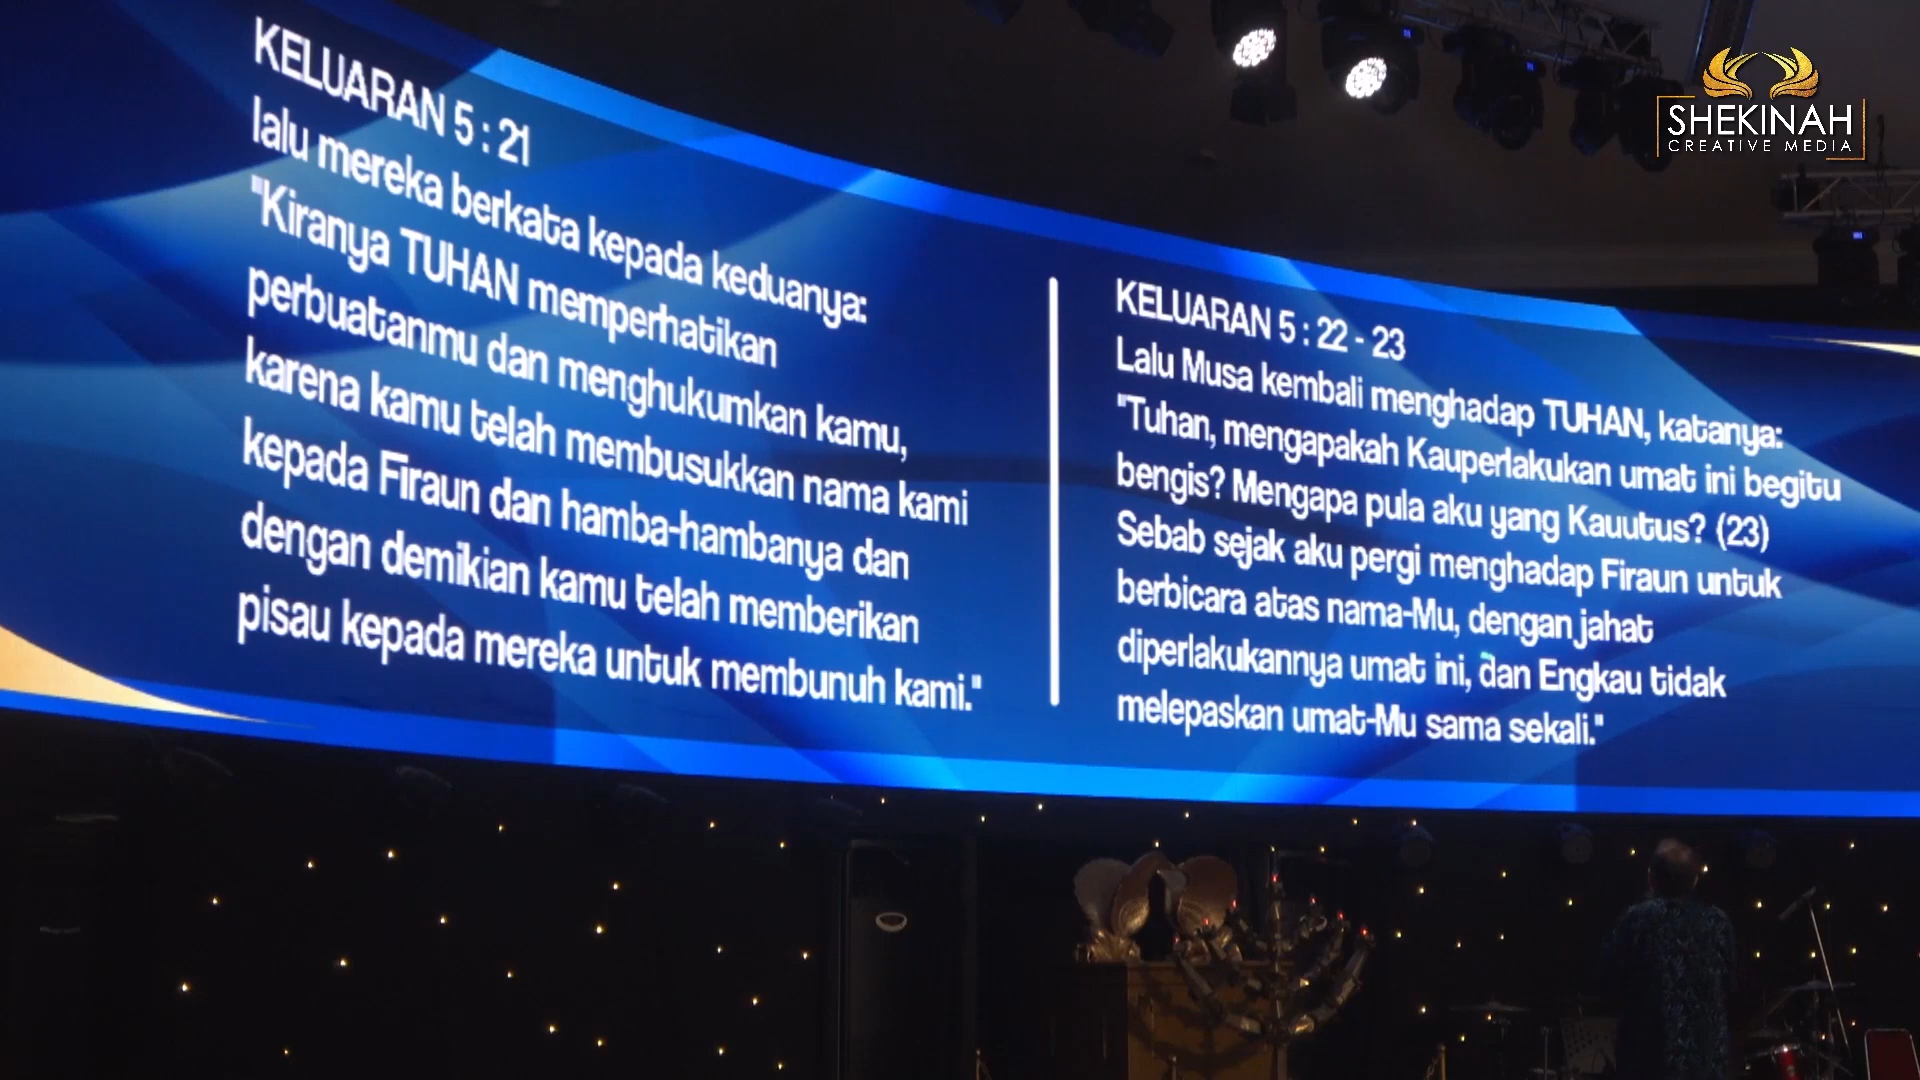 KELUARAN 5 : 21
lalu mereka berkata kepada keduanya:
"Kiranya TUHAN memperhatikan
perbuatanmu dan menghukumkan kamu,
karena kamu telah membusukkan nama kami
kepada Firaun dan hamba-hambanya dan
dengan demikian kamu telah memberikan
pisau kepada mereka untuk membunuh kami."
KELUARAN 5 : 22 - 23
Lalu Musa kembali menghadap TUHAN, katanya:
"Tuhan, mengapakah Kauperlakukan umat ini begitu
bengis? Mengapa pula aku yang Kauutus? (23)
Sebab sejak aku pergi menghadap Firaun untuk
berbicara atas nama-Mu, dengan jahat
diperlakukannya umat ini, dan Engkau tidak
melepaskan umat-Mu sama sekali."
SHEKINAH
CREATIVE MEDIA